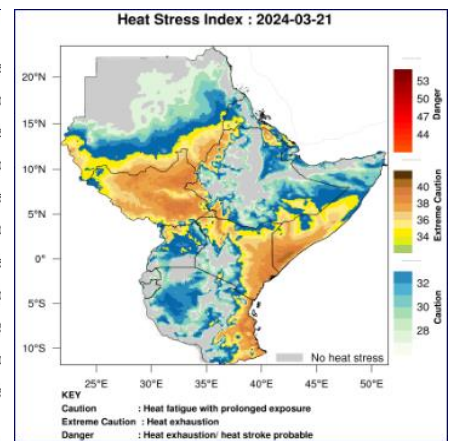 Heat Stress Index : 2024-03-21
20°N
15°N
10°N
5°N
0°
5°S
10°S
25°E
30°E
35°E
40°E
45°E
50°E
No heat stress
53
50
47
44
Danger
40
38
36
34
Extreme Caution
32
30
28
Caution
KEY
Caution : Heat fatigue with prolonged exposure
Extreme Caution : Heat exhaustion
Danger : Heat exhaustion/ heat stroke probable